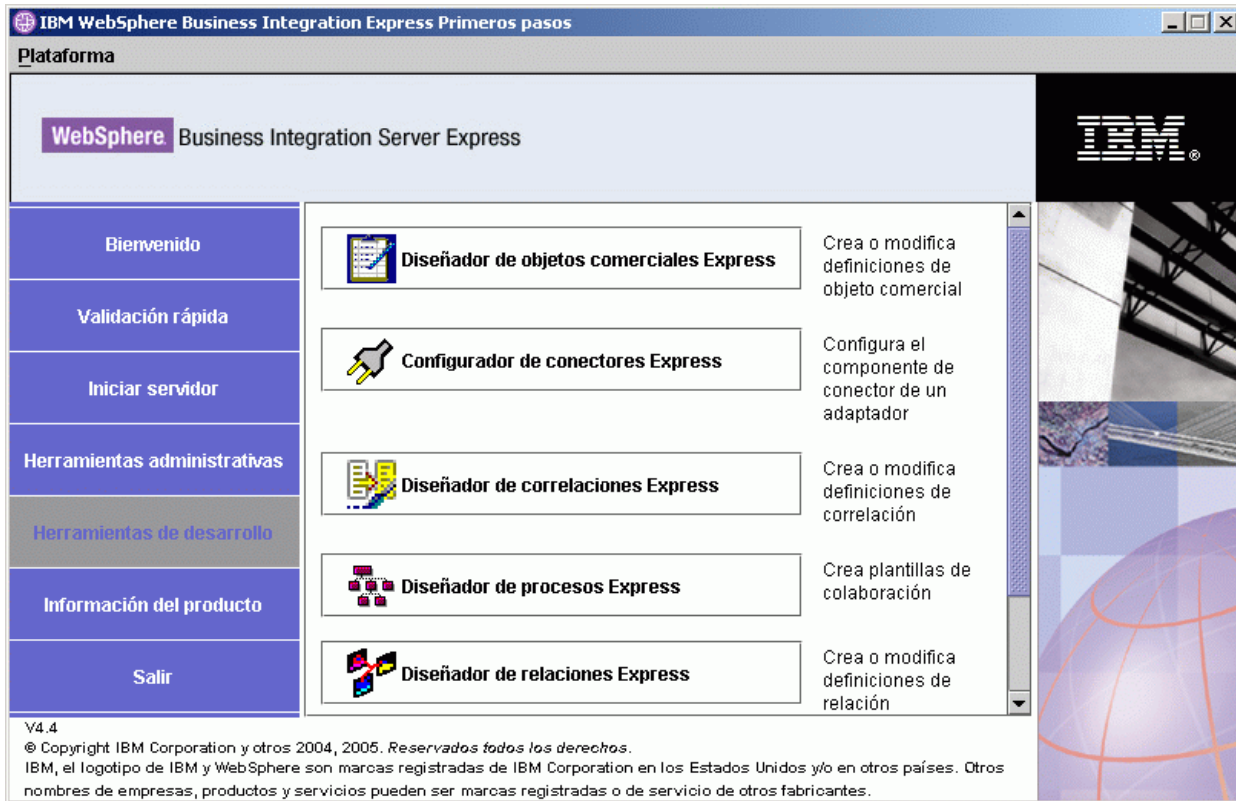 IBM WebSphere Business Integration Express Primeros pasos
Plataforma
WebSphere. Business Integration Server Express
IBM®
Bienvenido
Validación rápida
Iniciar servidor
Herramientas administrativas
Herramientas de desarrollo
Información del producto
Salir
Diseñador de objetos comerciales Express
Crea o modifica
definiciones de
objeto comercial
Configurador de conectores Express
Configura el
componente de
conector de un
adaptador
Diseñador de correlaciones Express
Crea o modifica
definiciones de
correlación
Diseñador de procesos Express
Crea plantillas de
colaboración
Diseñador de relaciones Express
Crea o modifica
definiciones de
relación
V4.4
© Copyright IBM Corporation y otros 2004, 2005. Reservados todos los derechos.
IBM, el logotipo de IBM y WebSphere son marcas registradas de IBM Corporation en los Estados Unidos y/o en otros países. Otros
nombres de empresas, productos y servicios pueden ser marcas registradas o de servicio de otros fabricantes.